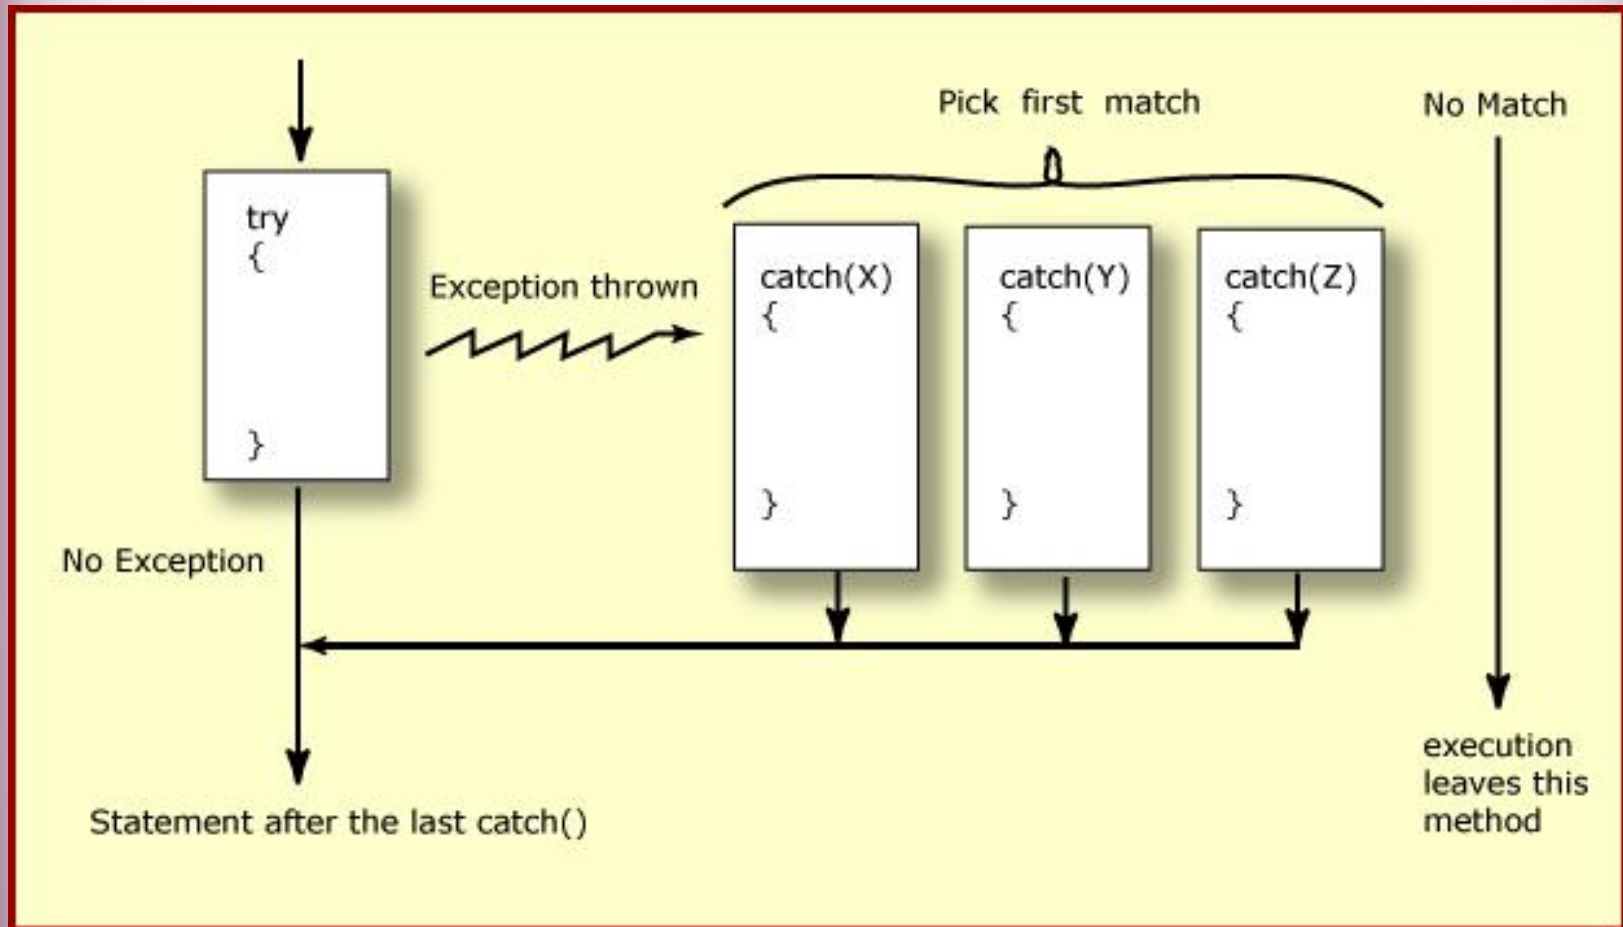 try
{
}
No Exception
Statement after the last catch()
Exception thrown
Pick first match
catch(X)
{
}
catch(Y)
{
}
catch(Z)
{
}
No Match
execution
leaves this
method